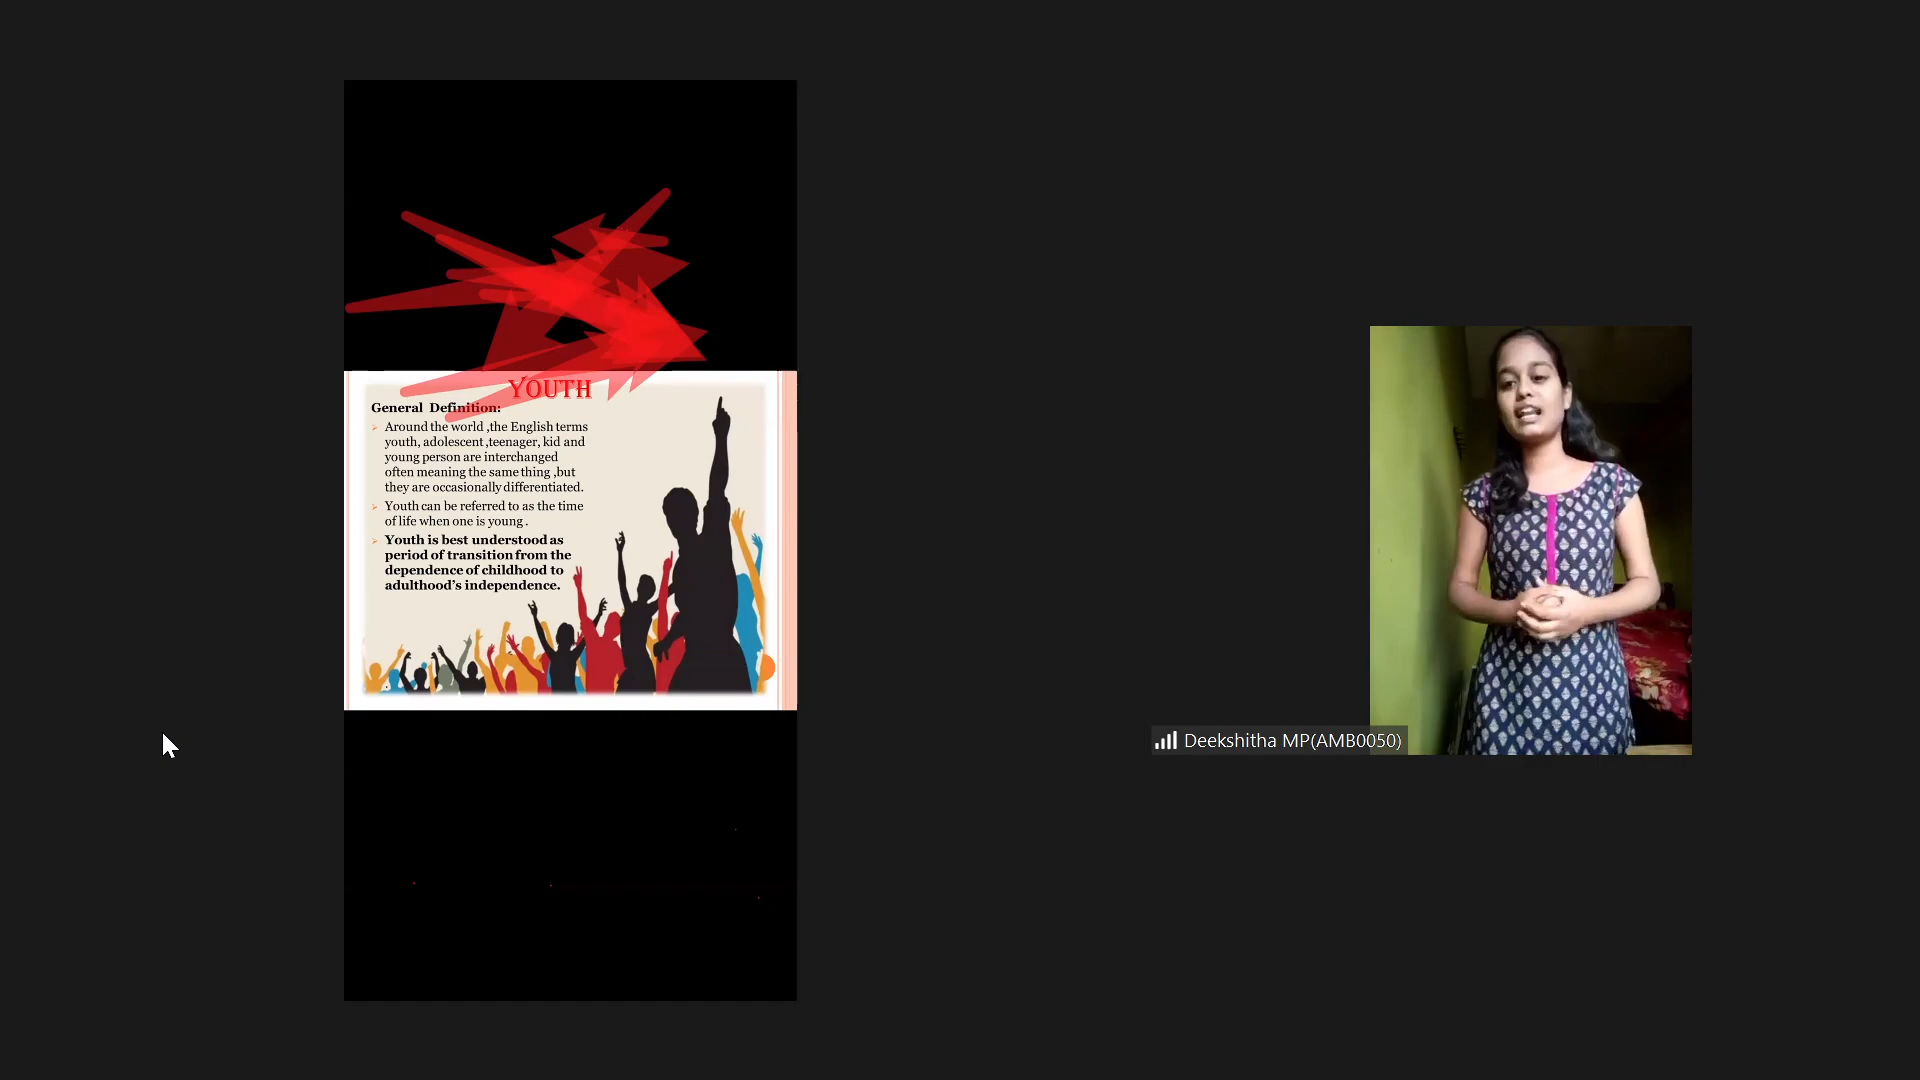 YOUTH
General Definition:
Around the world ,the English terms
youth, adolescent ,teenager, kid and
young person are interchanged
often meaning the same thing ,but
they are occasionally differentiated.
Youth can be referred to as the time
of life when one is young .
Youth is best understood as
period of transition from the
dependence of childhood to
adulthood's independence.
Deekshitha MP(AMB0050)